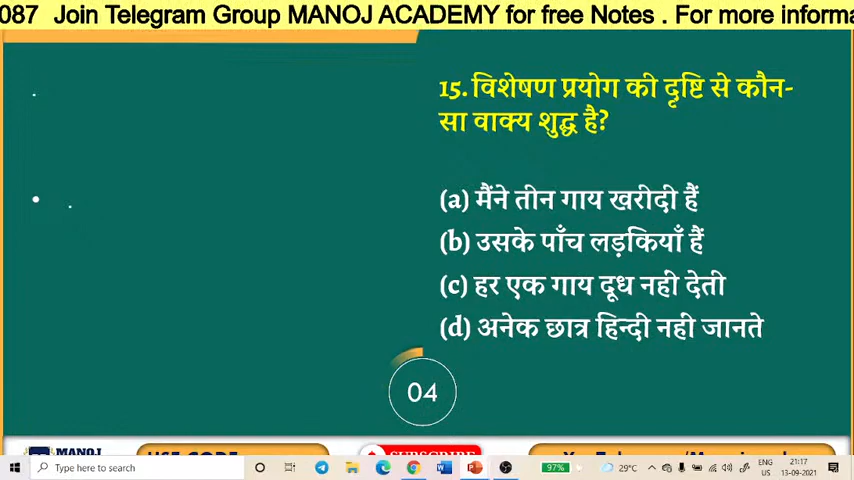 087 Join Telegram Group MANOJ ACADEMY for free Notes . For more informa
15. विशेषण प्रयोग की दृष्टि से कौन-
सा वाक्य शुद्ध है?
(a) मैंने तीन गाय खरीदी हैं
(b) उसके पाँच लड़कियाँ हैं
(c) हर एक गाय दूध नही देती
(d) अनेक छात्र हिन्दी नही जानते
04
MANOJ
SUBSCRIBE
Type here to search
97%
29°C
ENG
US
21:17
13-09-2021